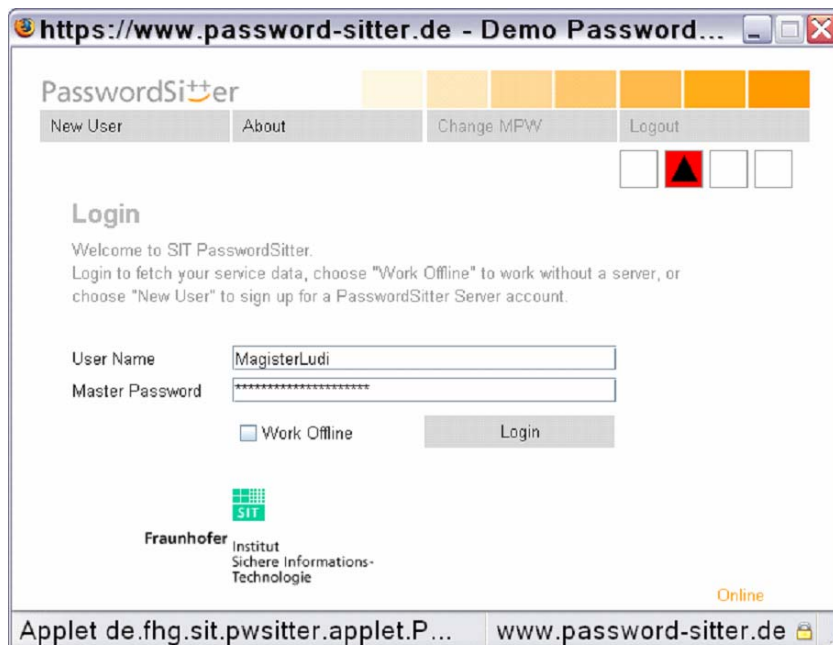 https://www.password-sitter.de - Demo Password...
PasswordSitter
New User About Change MPW Logout
Login
Welcome to SIT PasswordSitter.
Login to fetch your service data, choose "Work Offline" to work without a server, or
choose "New User" to sign up for a PasswordSitter Server account.
User Name MagisterLudi
Master Password *********************
Work Offline Login
SIT
Fraunhofer Institut
Sichere Informations-
Technologie
Online
Applet de.fhg.sit.pwsitter.applet.P... www.password-sitter.de